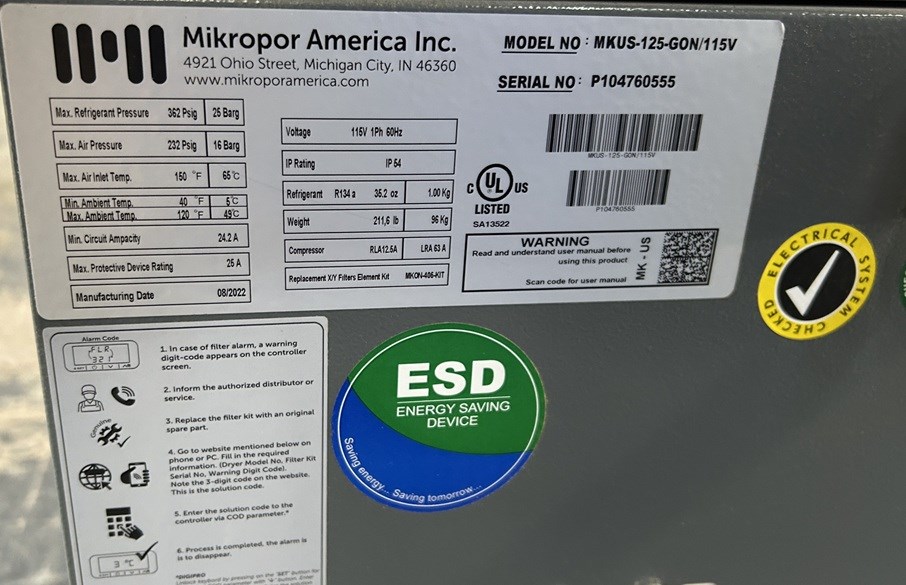 Mikropor America Inc.
4921 Ohio Street, Michigan City, IN 46360
www.mikroporamerica.com
MODEL NO : MKUS-125-GON/115V
SERIAL NO : P104760555
MKUS-125-GON/115V
P104760555
Max. Refrigerant Pressure 362 Psig 25 Barg
Max. Air Pressure 232 Psig 16 Barg
Max. Air Inlet Temp. 150 °F 65°C
Min. Ambient Temp. 40 °F 5°C
Max. Ambient Temp. 120 °F 49°C
Min. Circuit Ampacity 24.2 A
Max. Protective Device Rating 25 A
Manufacturing Date 08/2022
Voltage 115V 1Ph 60Hz
IP Rating IP 54
Refrigerant R134 a 35.2 oz 1.00 Kg
Weight 211,6 lb 96 Kg
Compressor RLA12.5A LRA 63 A
Replacement X/Y Filters Element Kit MKON-405-KIT
C UL US
LISTED
SA13522
WARNING
Read and understand user manual before
using this product
Scan code for user manual
MK - US
ELECTRICAL SYSTEM
CHECKED
Alarm Code
FLR
321
1. In case of filter alarm, a warning
digit-code appears on the controller
screen.
2. Inform the authorized distributor or
service.
Genuine
3. Replace the filter kit with an original
spare part.
4. Go to website mentioned below on
phone or PC. Fill in the required
information. (Dryer Model No, Filter Kit
Serial No, Warning Digit Code).
Note the 3-digit code on the website.
This is the solution code.
5. Enter the solution code to the
controller via COD parameter.*
3 °C
6. Process is completed, the alarm is
to disappear.
*DIGIPRO
ESD
ENERGY SAVING
DEVICE
Saving energy... Saving tomorrow...